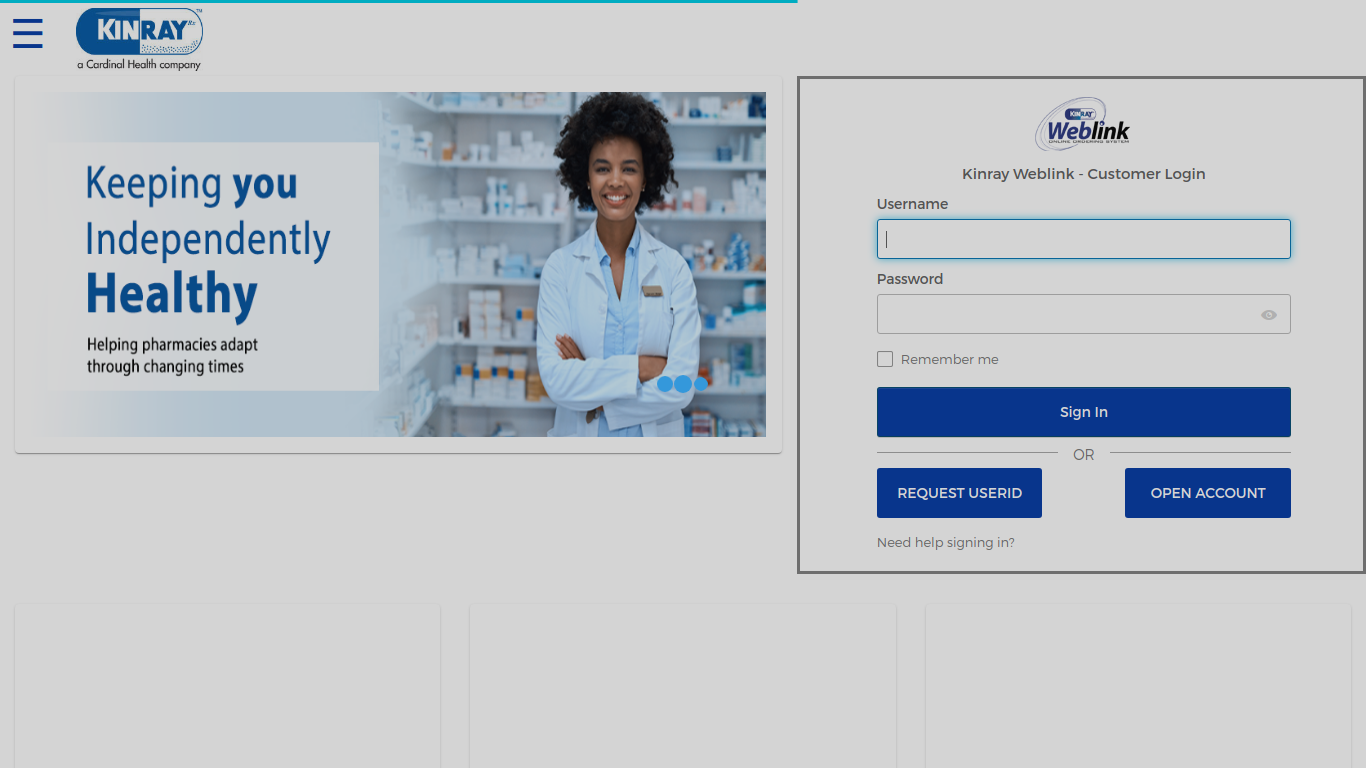 KINRAY Rx ™
a Cardinal Health company
Keeping you
Independently
Healthy
Helping pharmacies adapt
through changing times
KINRAY
Weblink
ONLINE ORDERING SYSTEM
Kinray Weblink - Customer Login
Username
Password
Remember me
Sign In
OR
REQUEST USERID
OPEN ACCOUNT
Need help signing in?